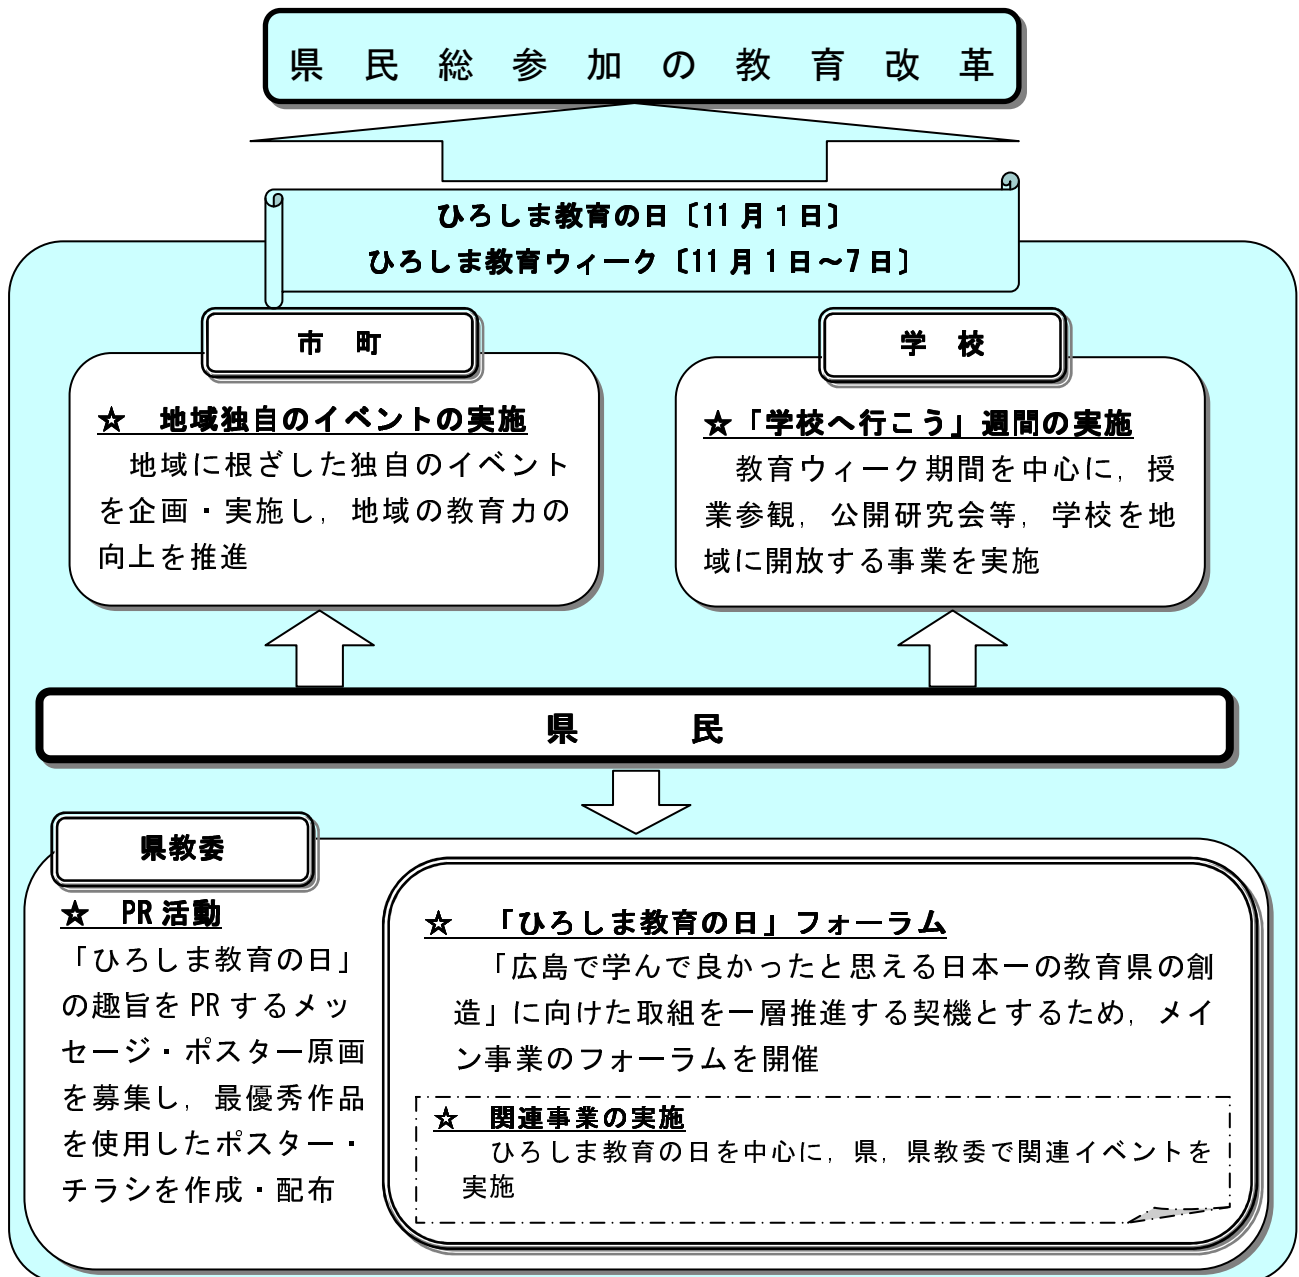 県　民　総　参　加　の　教　育　改　革
ひろしま教育の日〔11月1日〕
ひろしま教育ウィーク〔11月1日～7日〕
市　町
☆　地域独自のイベントの実施
地域に根ざした独自のイベント
を企画・実施し，地域の教育力の
向上を推進
学　校
☆「学校へ行こう」週間の実施
教育ウィーク期間を中心に，授
業参観，公開研究会等，学校を地
域に開放する事業を実施
県　　　民
県教委
☆　PR活動
「ひろしま教育の日」
の趣旨をPRするメッ
セージ・ポスター原画
を募集し，最優秀作品
を使用したポスター・
チラシを作成・配布
☆　「ひろしま教育の日」フォーラム
「広島で学んで良かったと思える日本一の教育県の創
造」に向けた取組を一層推進する契機とするため，メイ
ン事業のフォーラムを開催
☆　関連事業の実施
ひろしま教育の日を中心に，県，県教委で関連イベントを
実施